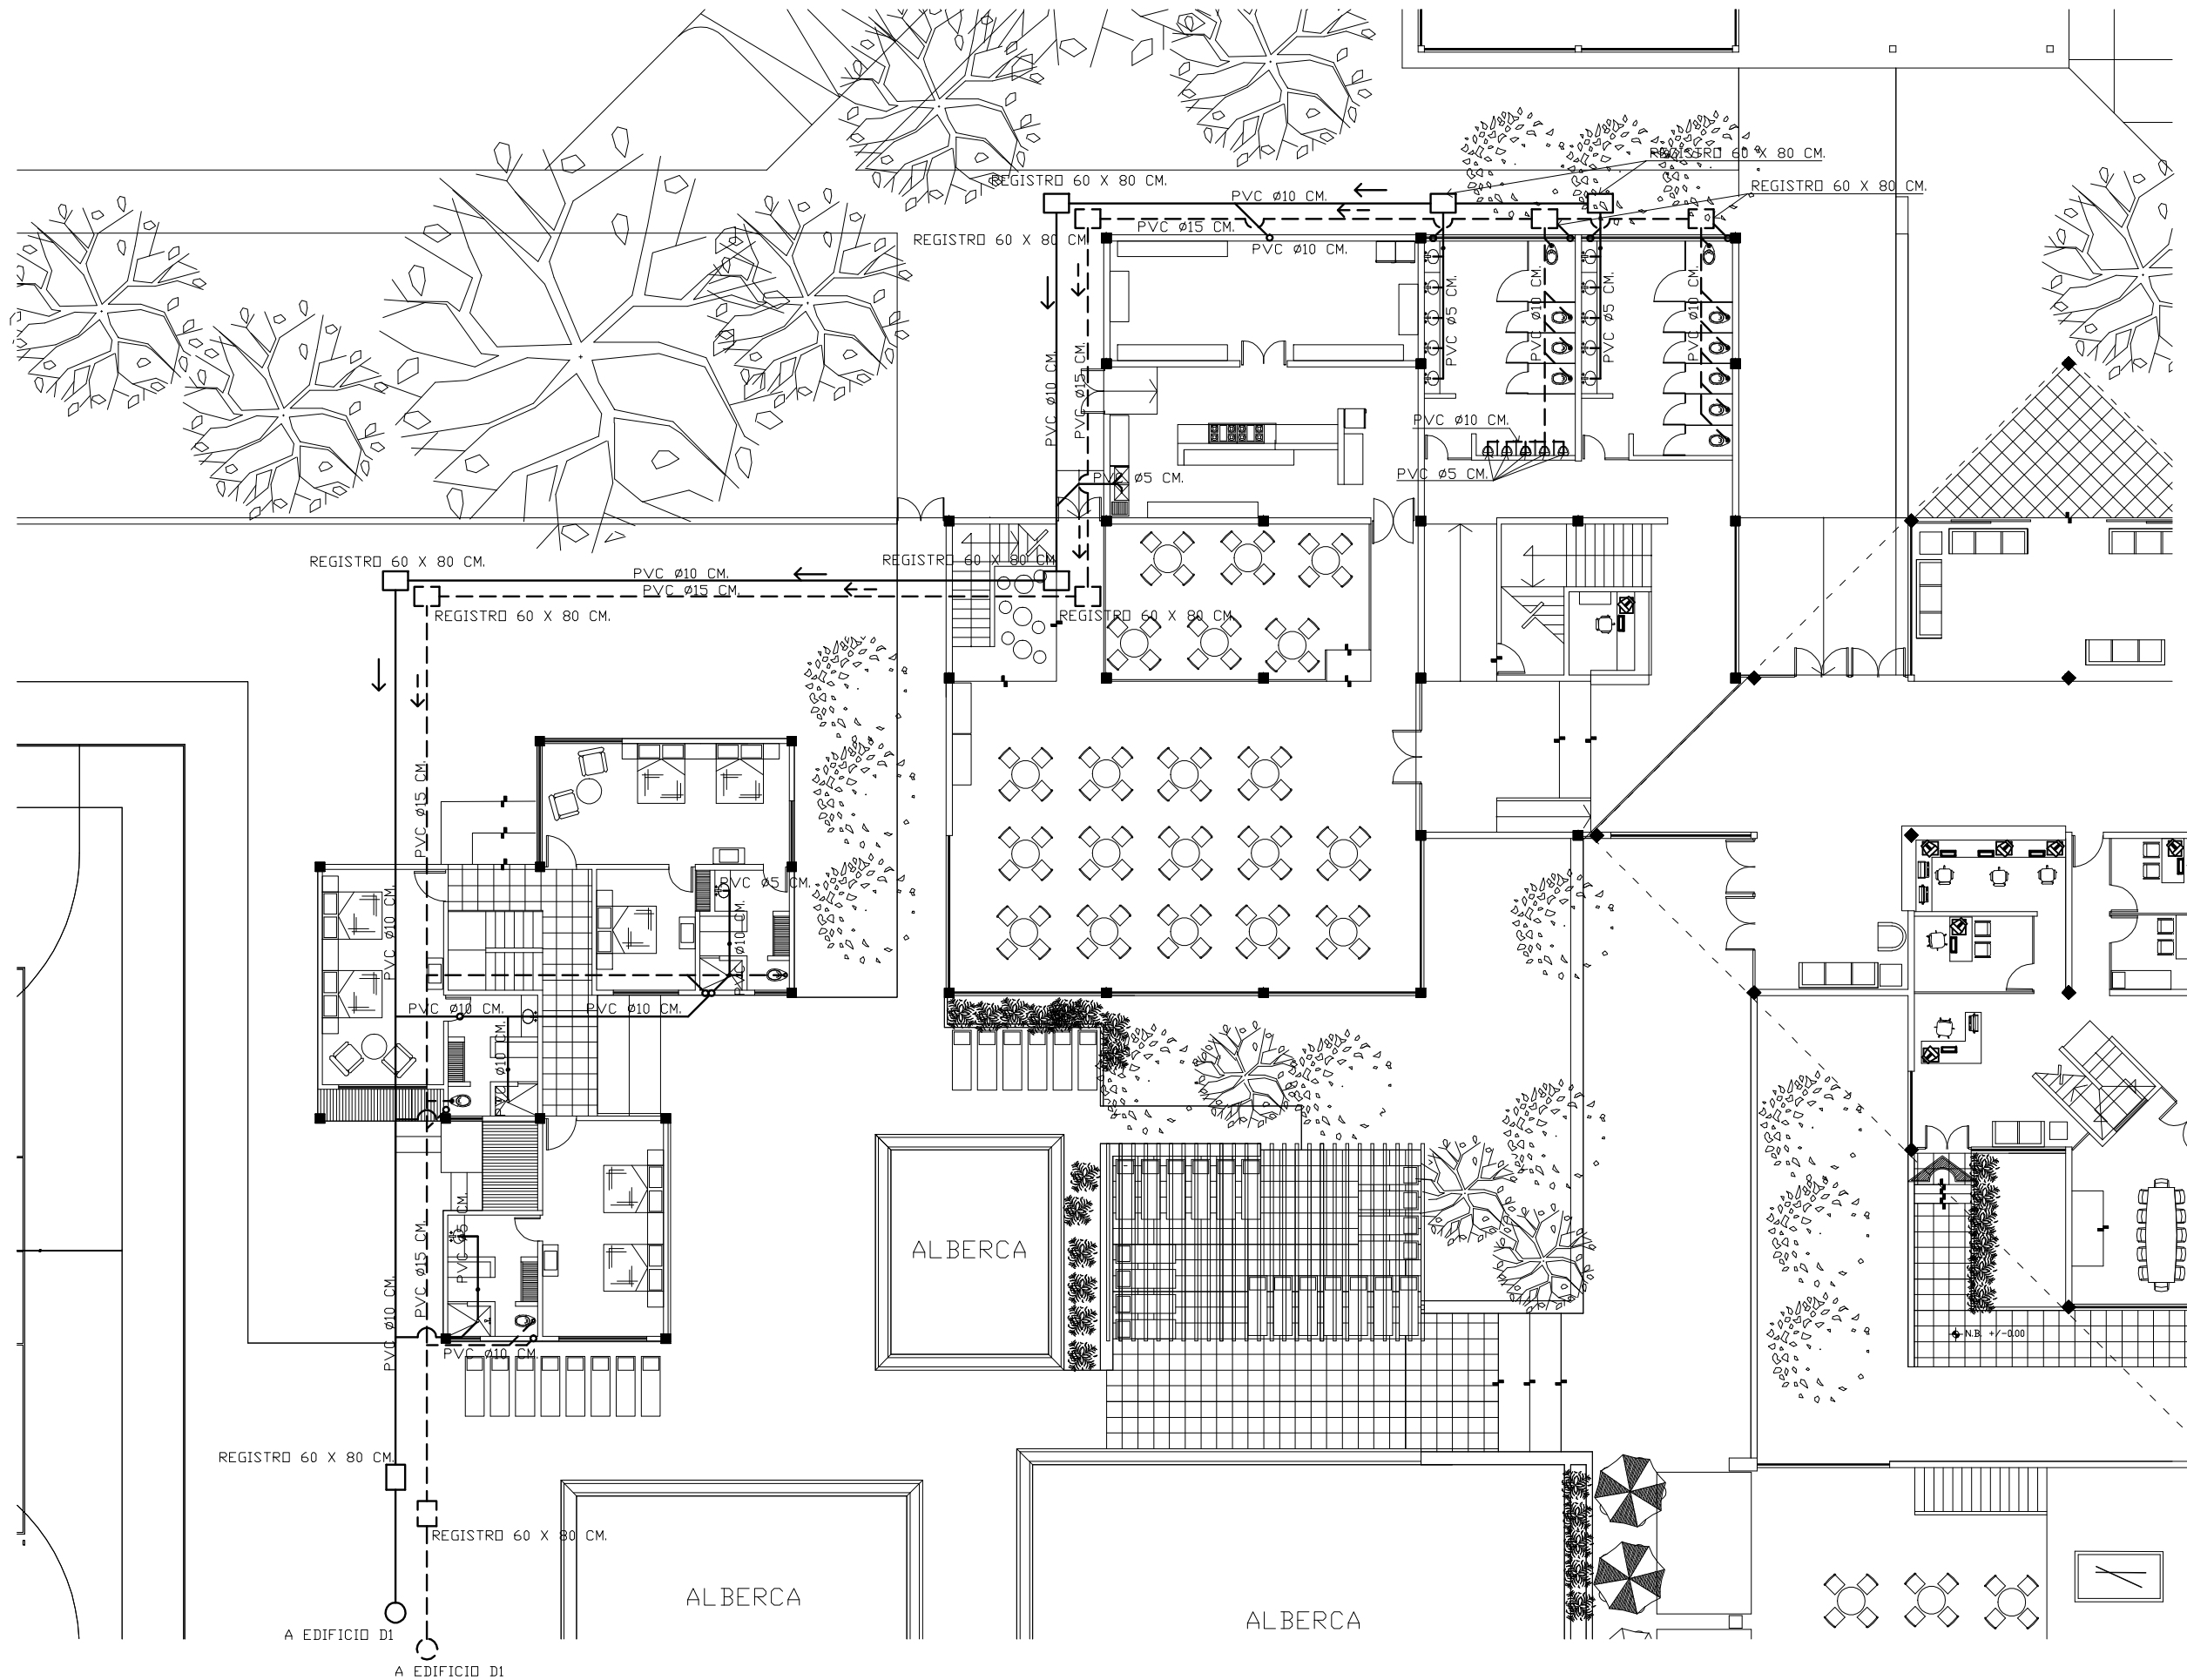 REGISTRO 60 X 80 CM.
REGISTRO 60 X 80 CM.
REGISTRO 60 X 80 CM.
PVC Ø10 CM.
PVC Ø15 CM.
REGISTRO 60 X 80 CM
PVC Ø10 CM.
PVC Ø5 CM.
PVC Ø10 CM.
PVC Ø5 CM.
PVC Ø10 CM.
PVC Ø10 CM.
PVC Ø15 CM.
PVC Ø10 CM.
PVC Ø5 CM.
PVC Ø5 CM.
REGISTRO 60 X 80 CM.
REGISTRO 60 X 80 CM
PVC Ø10 CM.
PVC Ø15 CM.
REGISTRO 60 X 80 CM.
REGISTRO 60 X 80 CM.
PVC Ø15 CM.
PVC Ø10 CM.
PVC Ø5 CM.
PVC Ø10 CM.
PVC Ø10 CM.
PVC Ø10 CM.
PVC Ø10 CM.
PVC Ø5 CM.
PVC Ø15 CM.
PVC Ø10 CM.
PVC Ø10 CM.
ALBERCA
N.B. +/-0.00
REGISTRO 60 X 80 CM.
REGISTRO 60 X 80 CM.
ALBERCA
ALBERCA
A EDIFICIO D1
A EDIFICIO D1